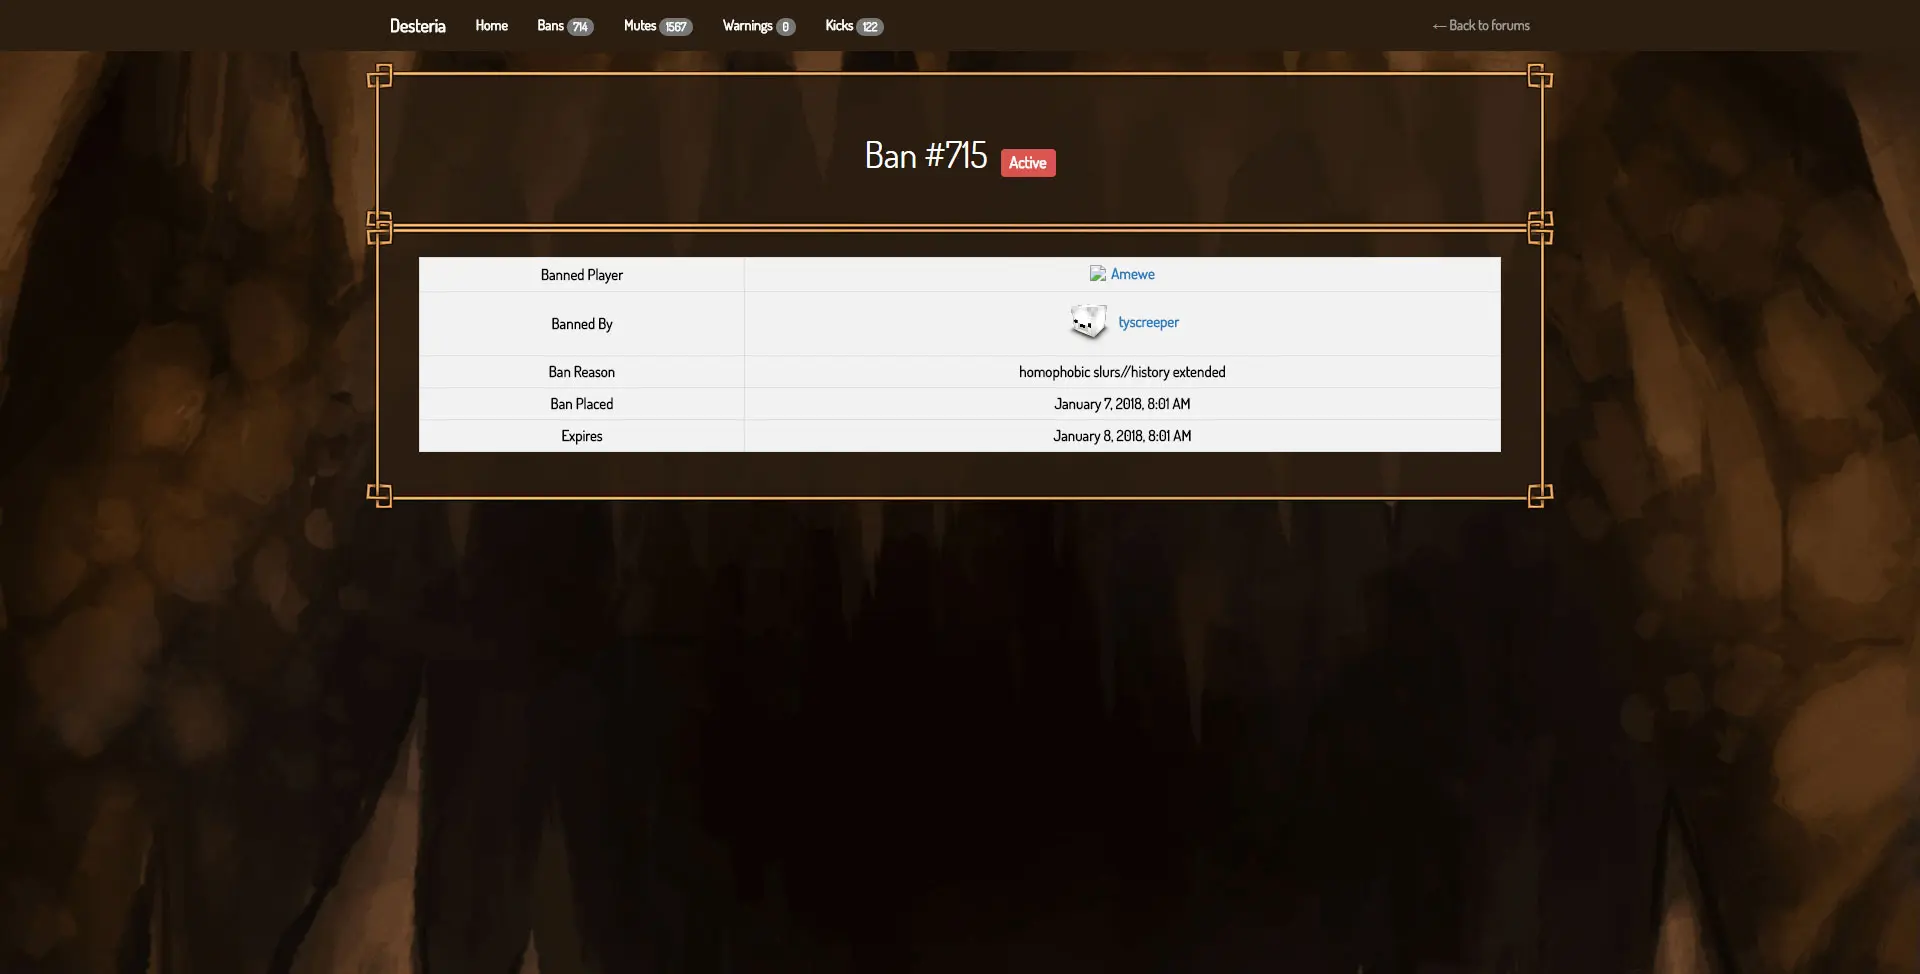 Desteria Home Bans 714 Mutes 1567 Warnings 0 Kicks 122 ← Back to forums
Ban #715 Active
Banned Player Amewe
Banned By tyscreeper
Ban Reason homophobic slurs//history extended
Ban Placed January 7, 2018, 8:01 AM
Expires January 8, 2018, 8:01 AM